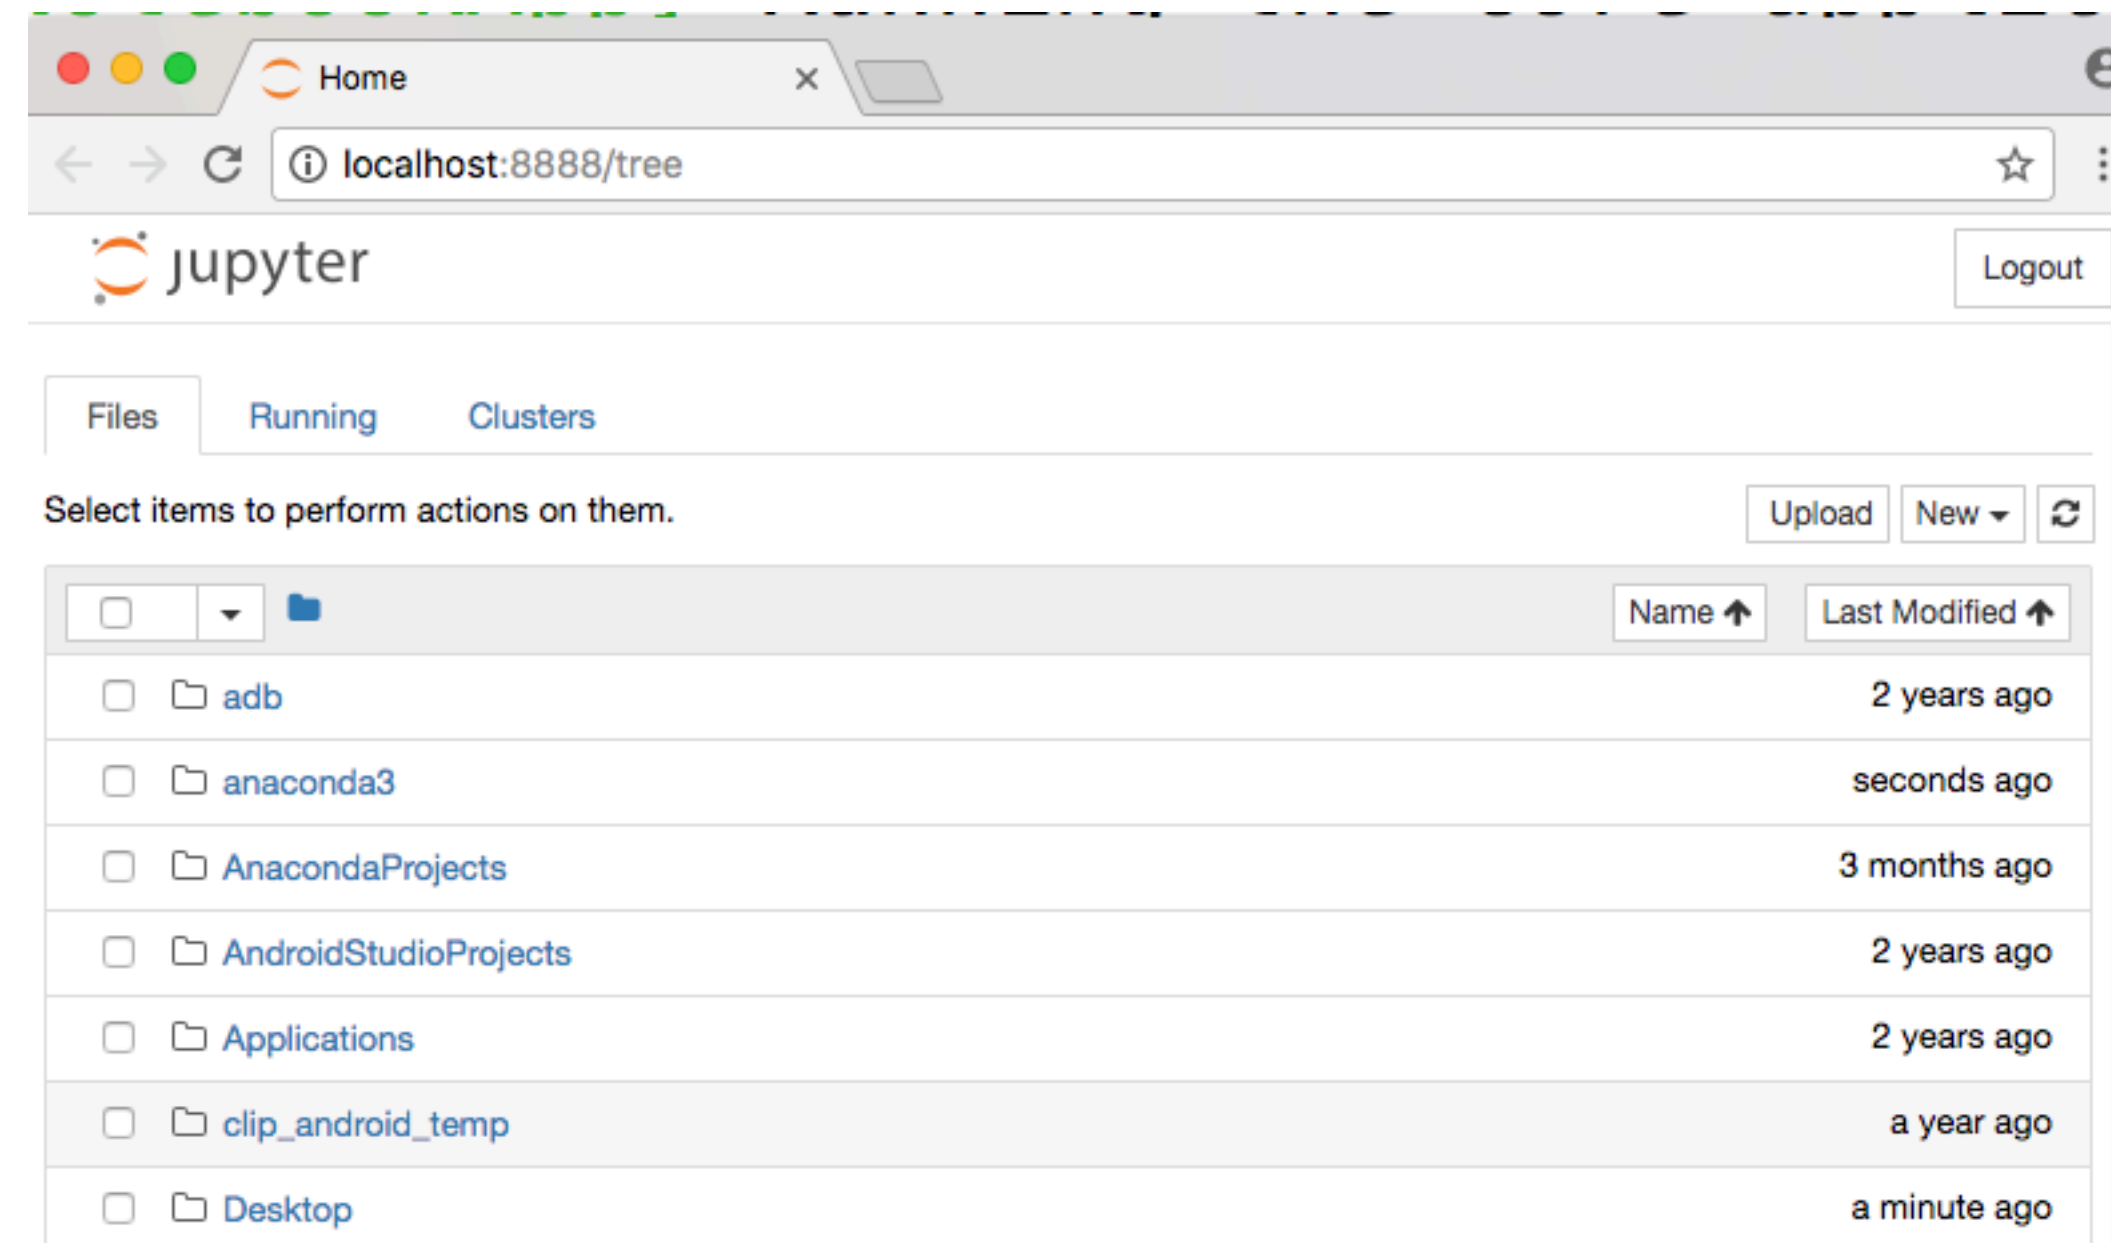 Home
localhost:8888/tree
jupyter
Logout
Files Running Clusters
Select items to perform actions on them.
Upload New
Name Last Modified
adb 2 years ago
anaconda3 seconds ago
AnacondaProjects 3 months ago
AndroidStudioProjects 2 years ago
Applications 2 years ago
clip_android_temp a year ago
Desktop a minute ago